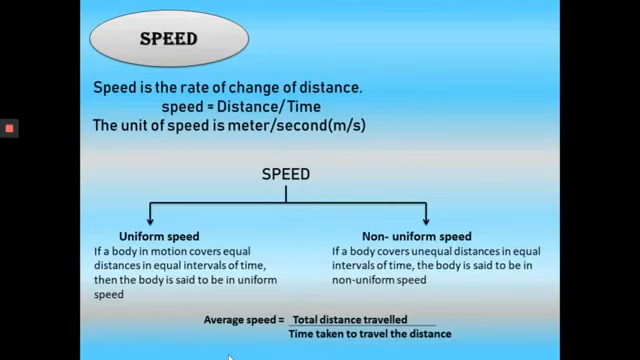 SPEED
Speed is the rate of change of distance.
speed = Distance/ Time
The unit of speed is meter/second(m/s)
SPEED
Uniform speed
If a body in motion covers equal
distances in equal intervals of time,
then the body is said to be in uniform
speed
Non- uniform speed
If a body covers unequal distances in equal
intervals of time, the body is said to be in
non-uniform speed
Average speed = Total distance travelled
Time taken to travel the distance